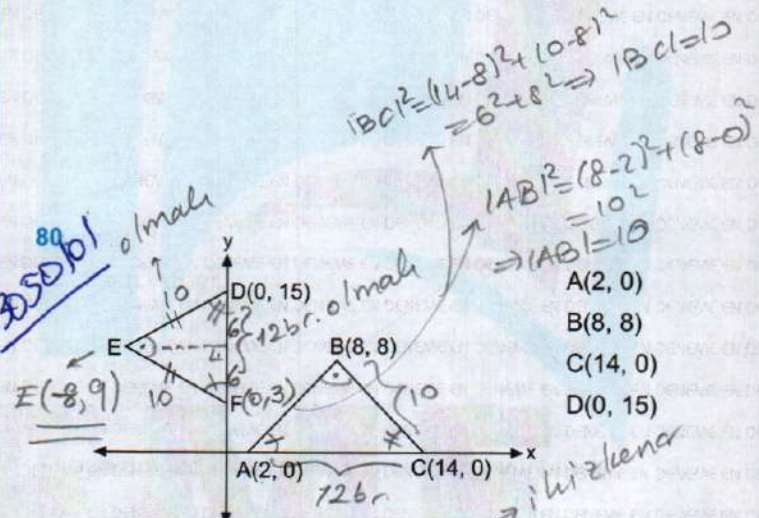 |BC|²=(14-8)²+(0-8)²
=6²+8² ⇒ |BC|=10
|AB|²=(8-2)²+(8-0)²
=10²
⇒|AB|=10
80
olmalı
y
10
D(0, 15)
6
12br. olmalı
E
B(8, 8)
E(-8,9)
10
6
F(0,3)
10
A(2, 0)
B(8, 8)
C(14, 0)
D(0, 15)
x
A(2, 0)
C(14, 0)
12br
⇒ ikizkenar